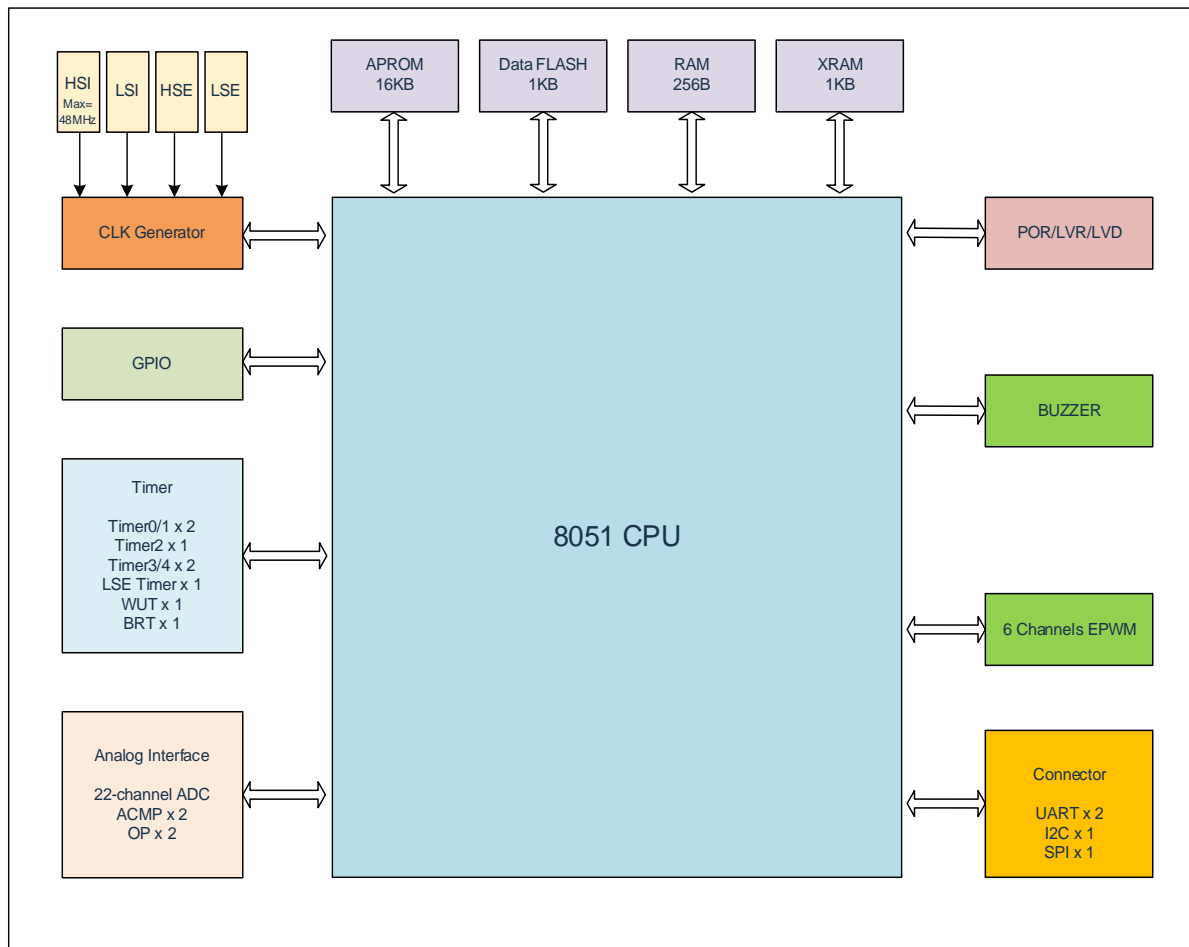 HSI
Max=
48MHz
LSI
HSE
LSE
APROM
16KB
Data FLASH
1KB
RAM
256B
XRAM
1KB
CLK Generator
POR/LVR/LVD
GPIO
BUZZER
Timer
Timer0/1 x 2
Timer2 x 1
Timer3/4 x 2
LSE Timer x 1
WUT x 1
BRT x 1
8051 CPU
6 Channels EPWM
Analog Interface
22-channel ADC
ACMP x 2
OP x 2
Connector
UART x 2
I2C x 1
SPI x 1